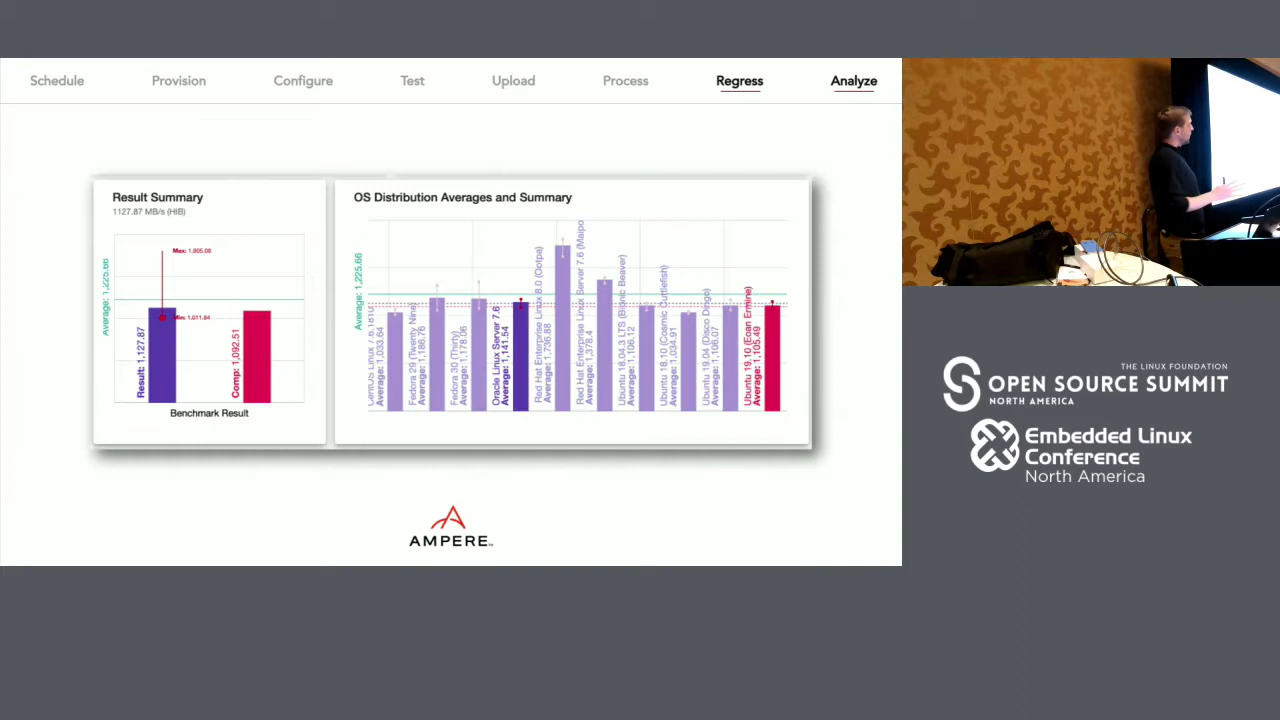 Schedule Provision Configure Test Upload Process Regress Analyze
Result Summary
1127.87 MB/s (HIB)
Average: 1,225.66
Max: 1,805.08
Min: 1,011.84
Result: 1,127.87
Comp: 1,092.51
Benchmark Result
OS Distribution Averages and Summary
Average: 1,225.66
CentOS Linux 7.6.1810
Average: 1,033.64
Fedora 29 (Twenty Nine)
Average: 1,186.76
Fedora 30 (Thirty)
Average: 1,178.06
Oracle Linux Server 7.6
Average: 1,141.54
Red Hat Enterprise Linux 8.0 (Ootpa)
Average: 1,736.88
Red Hat Enterprise Linux Server 7.6 (Maipo
Average: 1,378.4
Ubuntu 18.04.3 LTS (Bionic Beaver)
Average: 1,106.12
Ubuntu 18.10 (Cosmic Cuttlefish)
Average: 1,034.91
Ubuntu 19.04 (Disco Dingo)
Average: 1,106.07
Ubuntu 19.10 (Eoan Ermine)
Average: 1,105.49
AMPERE
THE LINUX FOUNDATION
OPEN SOURCE SUMMIT
NORTH AMERICA
Embedded Linux
Conference
North America